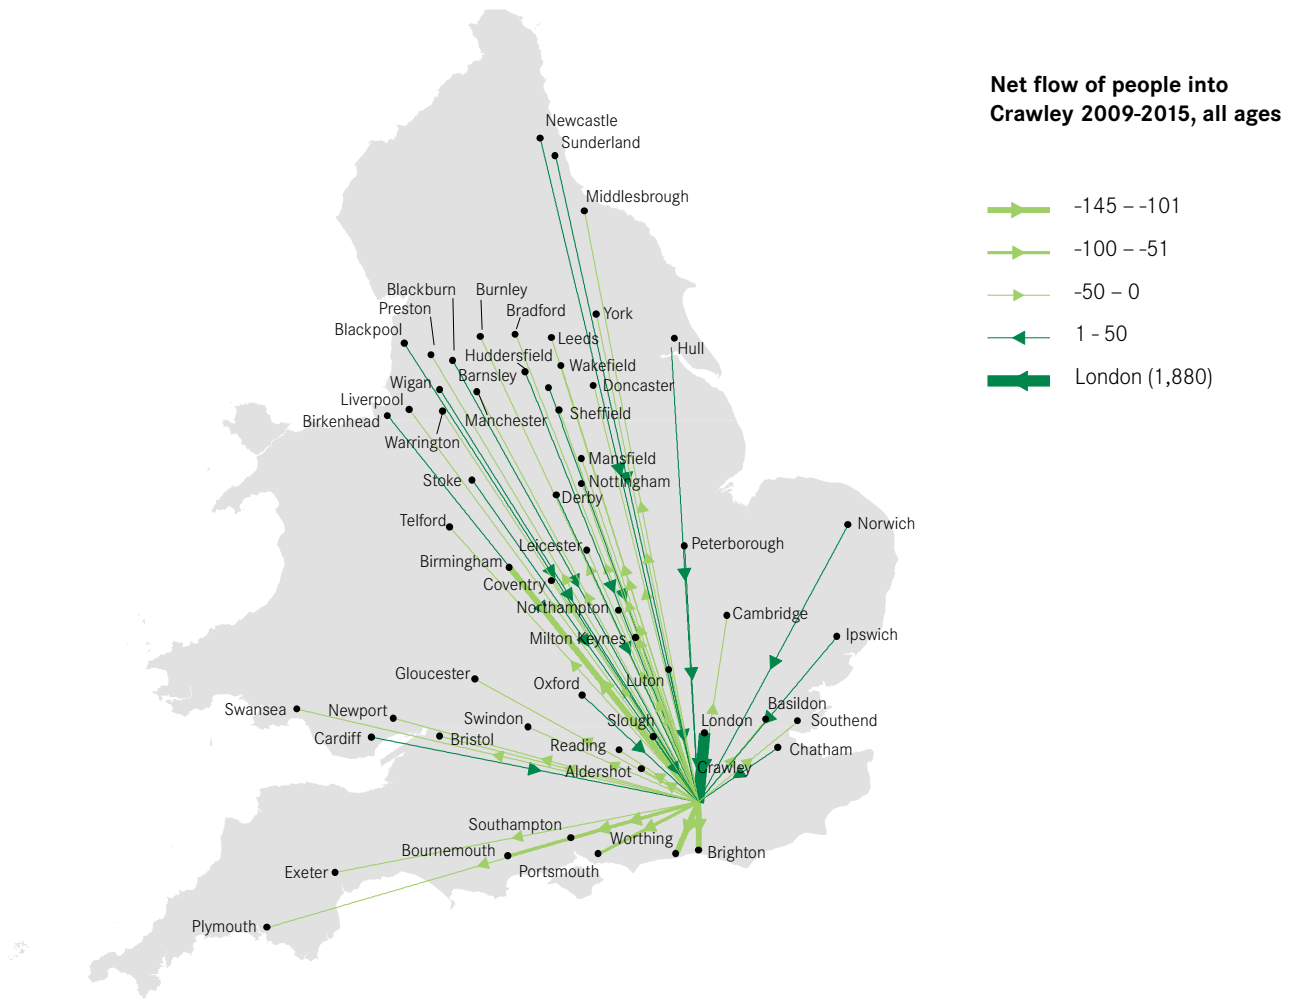 Net flow of people into
Crawley 2009-2015, all ages
-145 – -101
-100 – -51
-50 – 0
1 - 50
London (1,880)
Newcastle
Sunderland
Middlesbrough
Blackburn
Burnley
Preston
Bradford
York
Blackpool
Leeds
Hull
Huddersfield
Wakefield
Wigan
Barnsley
Doncaster
Liverpool
Sheffield
Birkenhead
Manchester
Warrington
Mansfield
Stoke
Nottingham
Derby
Telford
Norwich
Leicester
Peterborough
Birmingham
Coventry
Northampton
Cambridge
Milton Keynes
Ipswich
Gloucester
Luton
Oxford
Basildon
Swansea
Newport
Swindon
Slough
London
Southend
Cardiff
Bristol
Reading
Chatham
Aldershot
Crawley
Southampton
Worthing
Bournemouth
Brighton
Exeter
Portsmouth
Plymouth